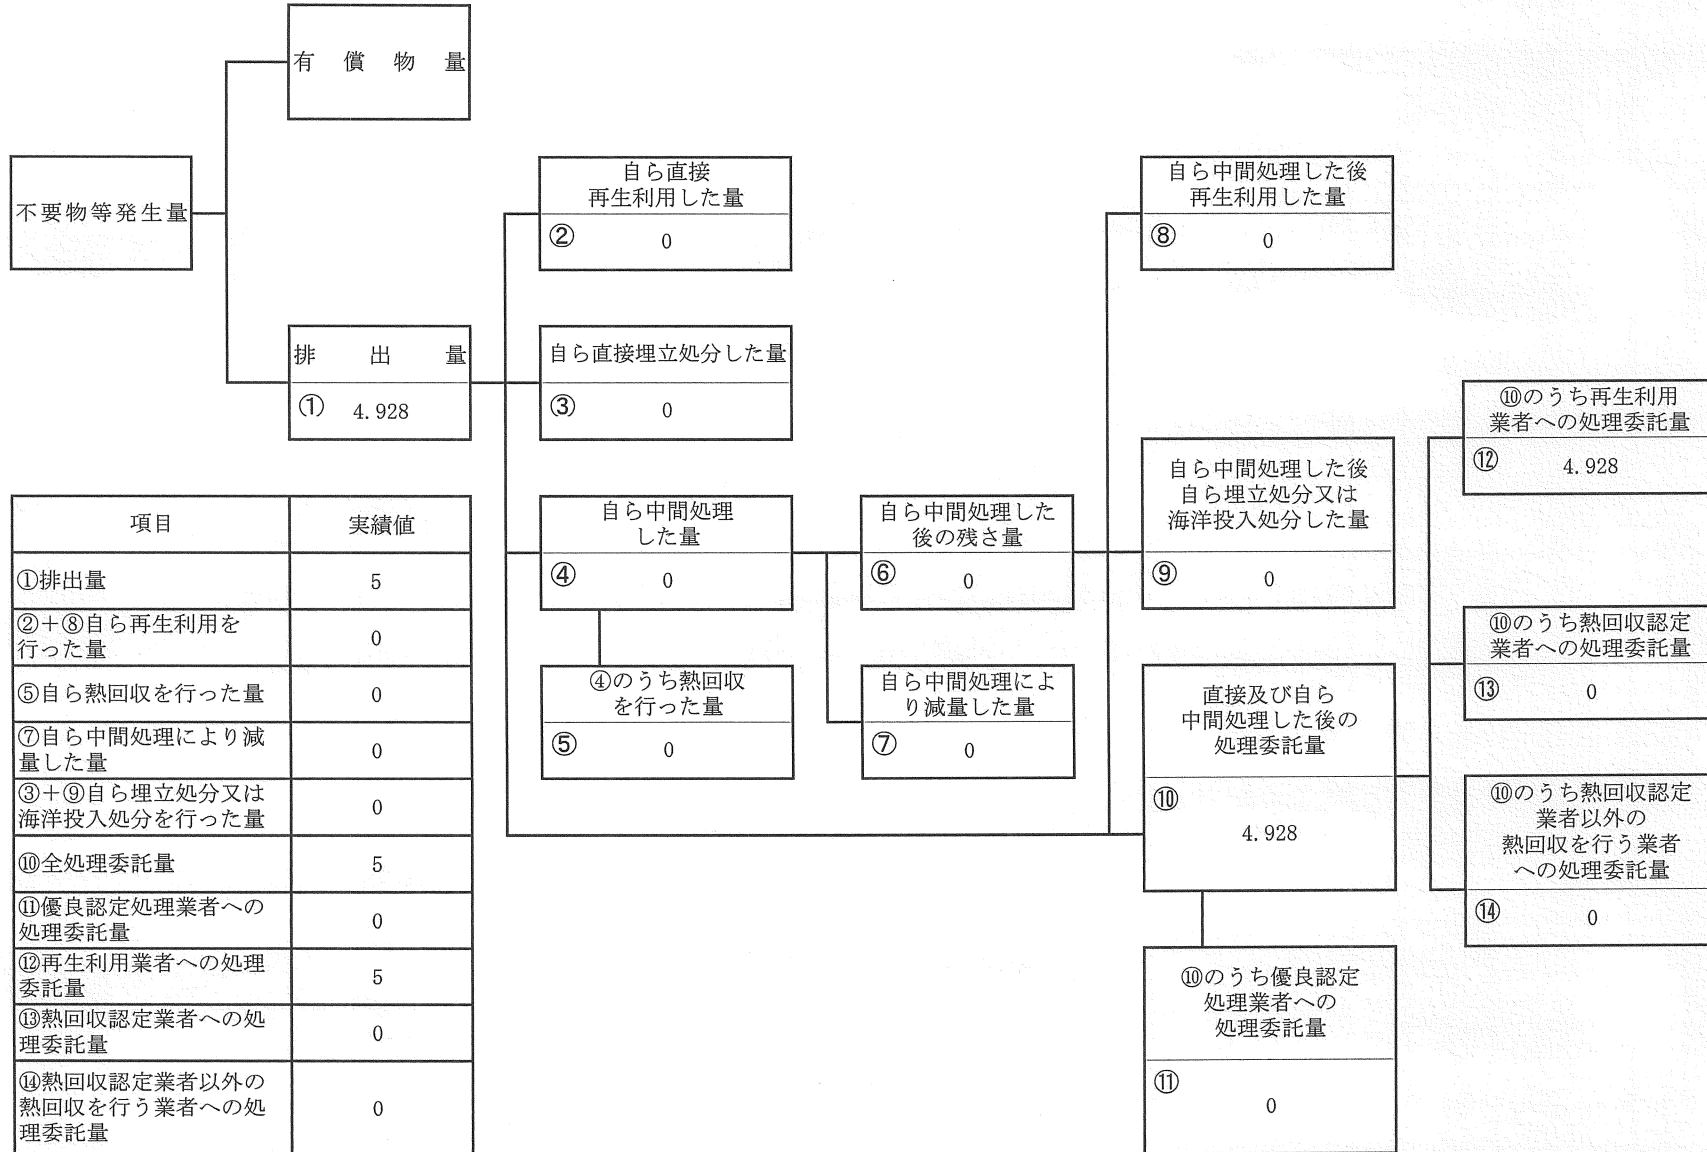 有償物量
不要物等発生量
排出量
① 4.928
自ら直接
再生利用した量
② 0
自ら直接埋立処分した量
③ 0
自ら中間処理
した量
④ 0
④のうち熱回収
を行った量
⑤ 0
自ら中間処理した
後の残さ量
⑥ 0
自ら中間処理によ
り減量した量
⑦ 0
自ら中間処理した後
再生利用した量
⑧ 0
自ら中間処理した後
自ら埋立処分又は
海洋投入処分した量
⑨ 0
直接及び自ら
中間処理した後の
処理委託量
⑩
4.928
⑩のうち優良認定
処理業者への
処理委託量
⑪
0
⑩のうち再生利用
業者への処理委託量
⑫ 4.928
⑩のうち熱回収認定
業者への処理委託量
⑬ 0
⑩のうち熱回収認定
業者以外の
熱回収を行う業者
への処理委託量
⑭ 0
項目 実績値
①排出量 5
②+⑧自ら再生利用を
行った量 0
⑤自ら熱回収を行った量 0
⑦自ら中間処理により減
量した量 0
③+⑨自ら埋立処分又は
海洋投入処分を行った量 0
⑩全処理委託量 5
⑪優良認定処理業者への
処理委託量 0
⑫再生利用業者への処理
委託量 5
⑬熱回収認定業者への処
理委託量 0
⑭熱回収認定業者以外の
熱回収を行う業者への処
理委託量 0